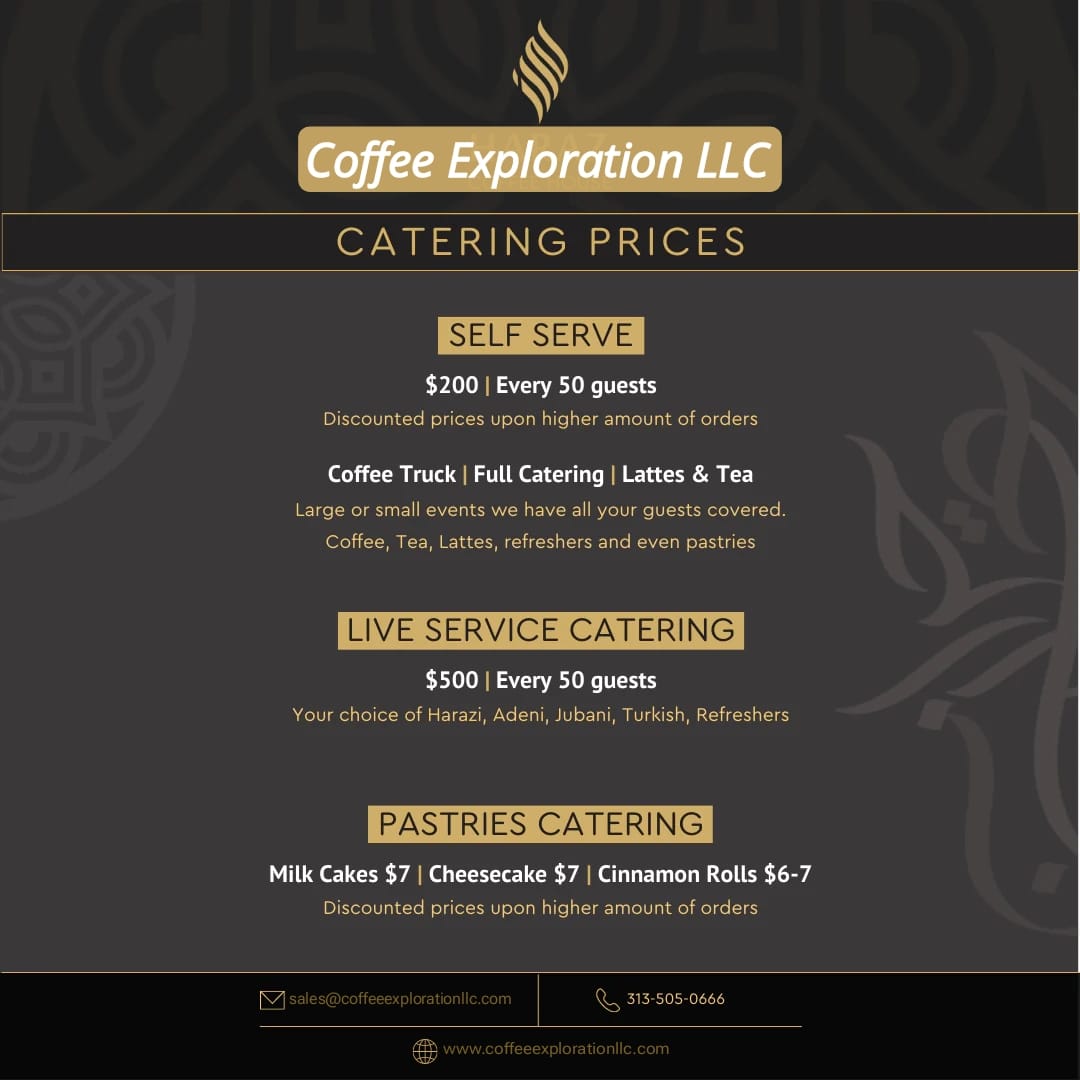 Coffee Exploration LLC
CATERING PRICES
SELF SERVE
$200 | Every 50 guests
Discounted prices upon higher amount of orders
Coffee Truck | Full Catering | Lattes & Tea
Large or small events we have all your guests covered.
Coffee, Tea, Lattes, refreshers and even pastries
LIVE SERVICE CATERING
$500 | Every 50 guests
Your choice of Harazi, Adeni, Jubani, Turkish, Refreshers
PASTRIES CATERING
Milk Cakes $7 | Cheesecake $7 | Cinnamon Rolls $6-7
Discounted prices upon higher amount of orders
sales@coffeeexplorationllc.com
313-505-0666
www.coffeeexplorationllc.com